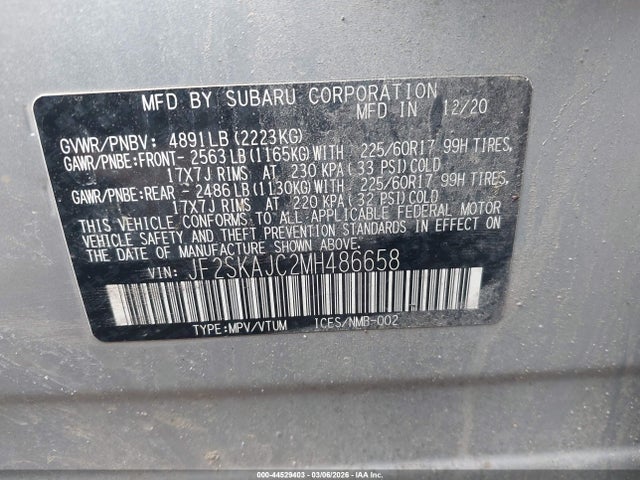 MFD BY SUBARU CORPORATION
MFD IN 12/20
GVWR/PNBV: 4891LB(2223KG)
GAWR/PNBE:FRONT- 2563LB(1165KG)WITH 225/60R17 99H TIRES,
17X7J RIMS AT 230 KPA(33 PSI)COLD
GAWR/PNBE:REAR -2486LB(1130KG)WITH 225/60R17 99H TIRES,
17X7J RIMS AT 220 KPA(32 PSI)COLD
THIS VEHICLE CONFORMS TO ALL APPLICABLE FEDERAL MOTOR
VEHICLE SAFETY AND THEFT PREVENTION STANDARDS IN EFFECT ON
THE DATE OF MANUFACTURE SHOWN ABOVE.
VIN: JF2SKAJC2MH486658
TYPE:MPV/VTUM ICES/NMB-002
000-44529403 - 03/06/2026 - IAA Inc.